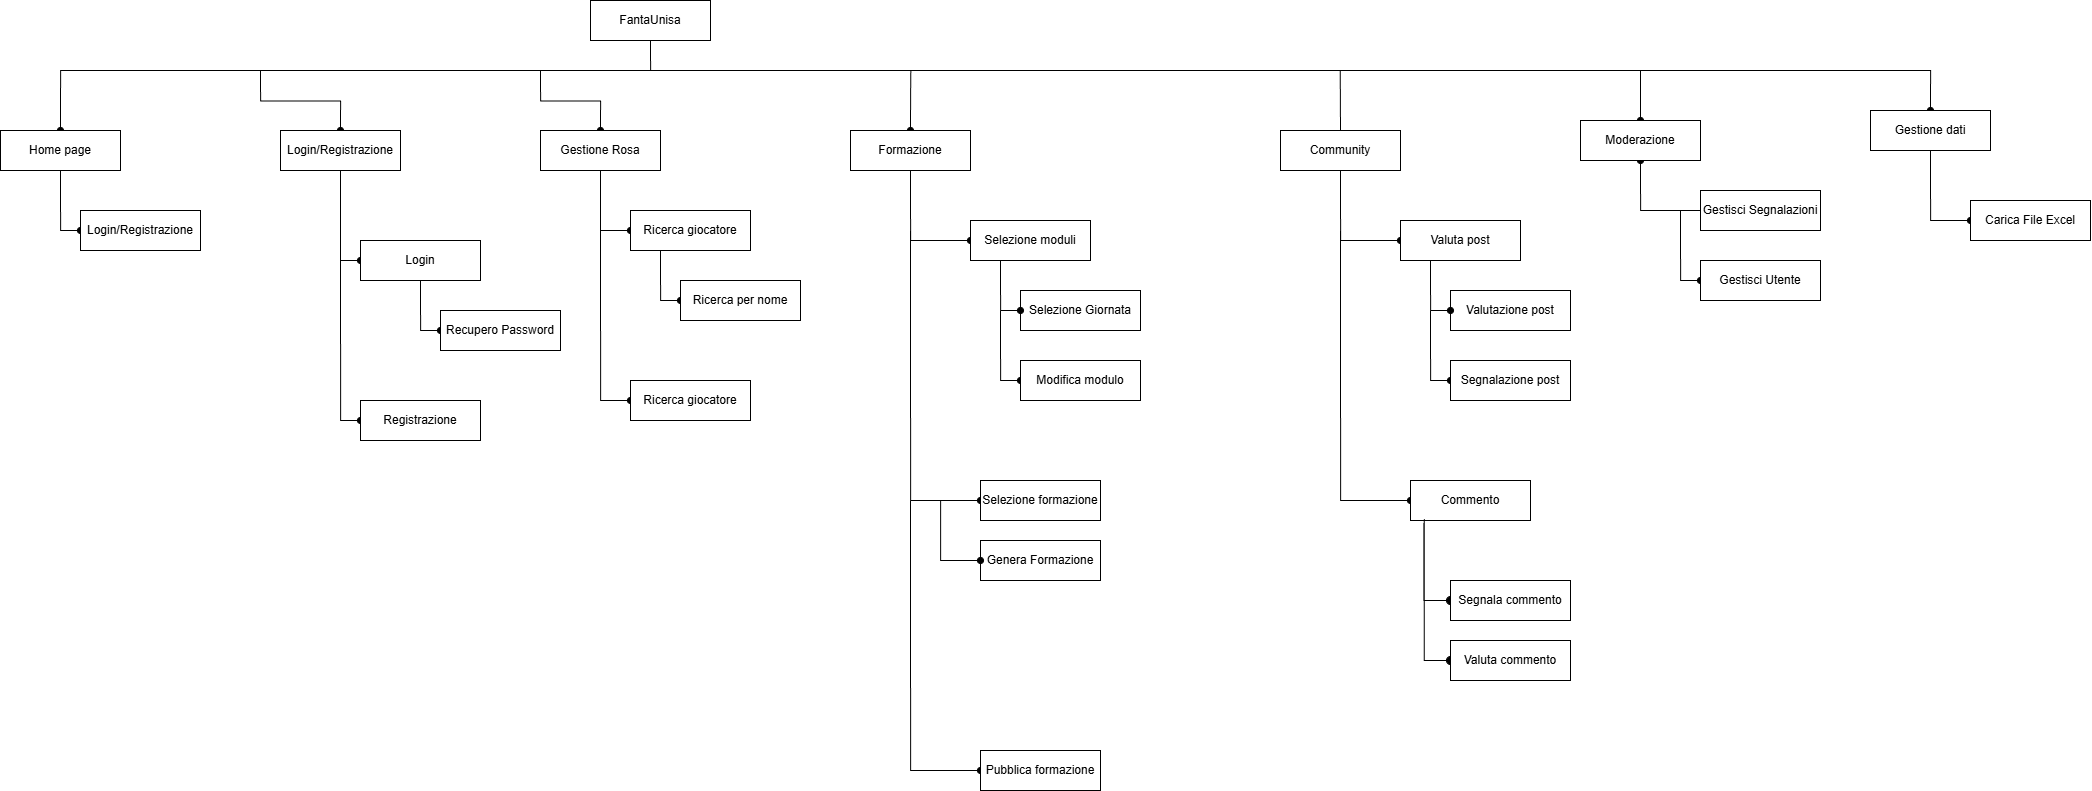 FantaUnisa
Home page
Login/Registrazione
Gestione Rosa
Formazione
Community
Moderazione
Gestione dati
Login/Registrazione
Login
Recupero Password
Registrazione
Ricerca giocatore
Ricerca per nome
Ricerca giocatore
Selezione moduli
Selezione Giornata
Modifica modulo
Selezione formazione
Genera Formazione
Pubblica formazione
Valuta post
Valutazione post
Segnalazione post
Commento
Segnala commento
Valuta commento
Gestisci Segnalazioni
Gestisci Utente
Carica File Excel